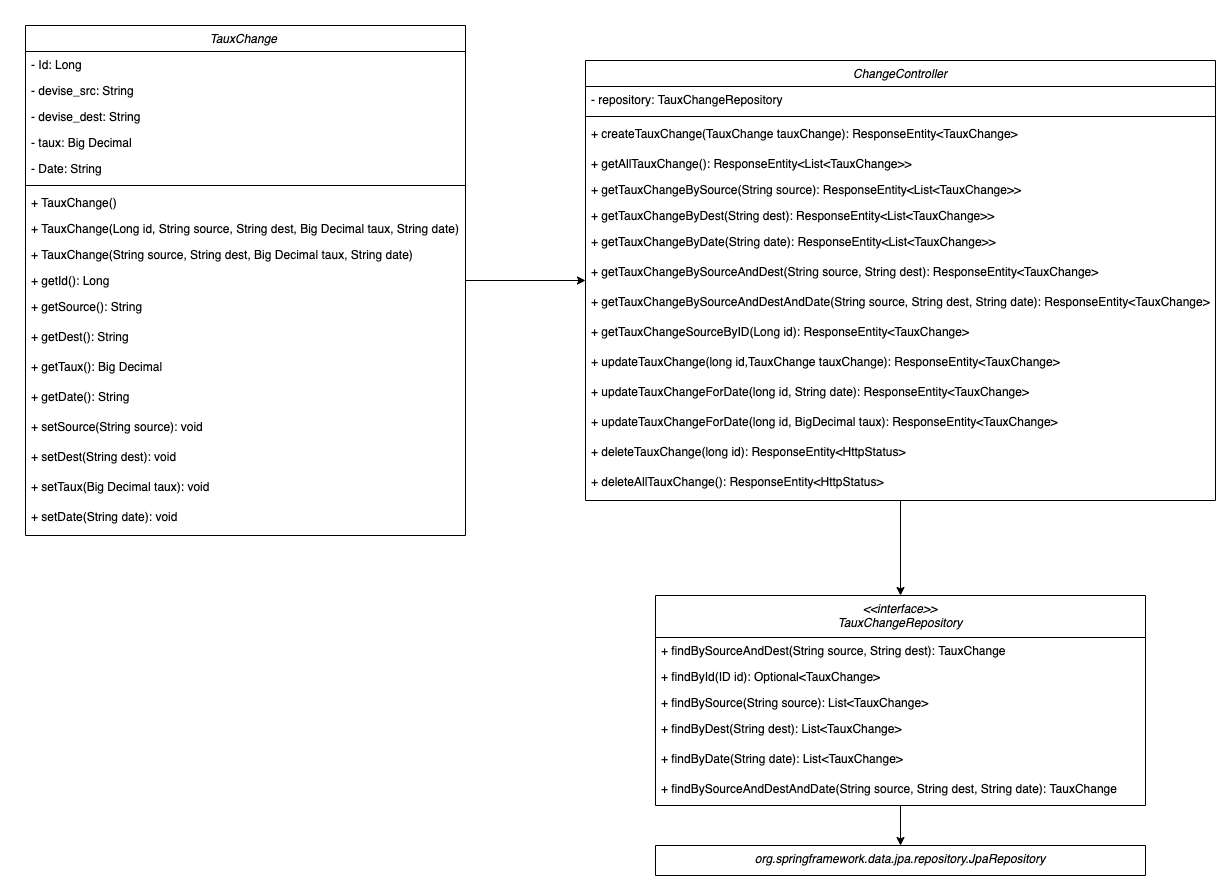 TauxChange
- Id: Long
- devise_src: String
- devise_dest: String
- taux: Big Decimal
- Date: String
+ TauxChange()
+ TauxChange(Long id, String source, String dest, Big Decimal taux, String date)
+ TauxChange(String source, String dest, Big Decimal taux, String date)
+ getId(): Long
+ getSource(): String
+ getDest(): String
+ getTaux(): Big Decimal
+ getDate(): String
+ setSource(String source): void
+ setDest(String dest): void
+ setTaux(Big Decimal taux): void
+ setDate(String date): void
ChangeController
- repository: TauxChangeRepository
+ createTauxChange(TauxChange tauxChange): ResponseEntity<TauxChange>
+ getAllTauxChange(): ResponseEntity<List<TauxChange>>
+ getTauxChangeBySource(String source): ResponseEntity<List<TauxChange>>
+ getTauxChangeByDest(String dest): ResponseEntity<List<TauxChange>>
+ getTauxChangeByDate(String date): ResponseEntity<List<TauxChange>>
+ getTauxChangeBySourceAndDest(String source, String dest): ResponseEntity<TauxChange>
+ getTauxChangeBySourceAndDestAndDate(String source, String dest, String date): ResponseEntity<TauxChange>
+ getTauxChangeSourceByID(Long id): ResponseEntity<TauxChange>
+ updateTauxChange(long id,TauxChange tauxChange): ResponseEntity<TauxChange>
+ updateTauxChangeForDate(long id, String date): ResponseEntity<TauxChange>
+ updateTauxChangeForDate(long id, BigDecimal taux): ResponseEntity<TauxChange>
+ deleteTauxChange(long id): ResponseEntity<HttpStatus>
+ deleteAllTauxChange(): ResponseEntity<HttpStatus>
<<interface>>
TauxChangeRepository
+ findBySourceAndDest(String source, String dest): TauxChange
+ findById(ID id): Optional<TauxChange>
+ findBySource(String source): List<TauxChange>
+ findByDest(String dest): List<TauxChange>
+ findByDate(String date): List<TauxChange>
+ findBySourceAndDestAndDate(String source, String dest, String date): TauxChange
org.springframework.data.jpa.repository.JpaRepository